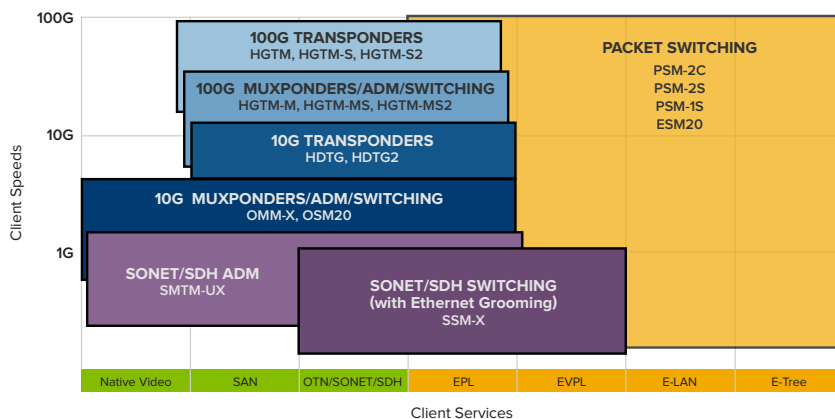 100G
10G
1G
Client Speeds
100G TRANSPONDERS
HGTM, HGTM-S, HGTM-S2
100G MUXPONDERS/ADM/SWITCHING
HGTM-M, HGTM-MS, HGTM-MS2
10G TRANSPONDERS
HDTG, HDTG2
10G MUXPONDERS/ADM/SWITCHING
OMM-X, OSM20
SONET/SDH ADM
SMTM-UX
SONET/SDH SWITCHING
(with Ethernet Grooming)
SSM-X
PACKET SWITCHING
PSM-2C
PSM-2S
PSM-1S
ESM20
Native Video
SAN
OTN/SONET/SDH
EPL
EVPL
E-LAN
E-Tree
Client Services